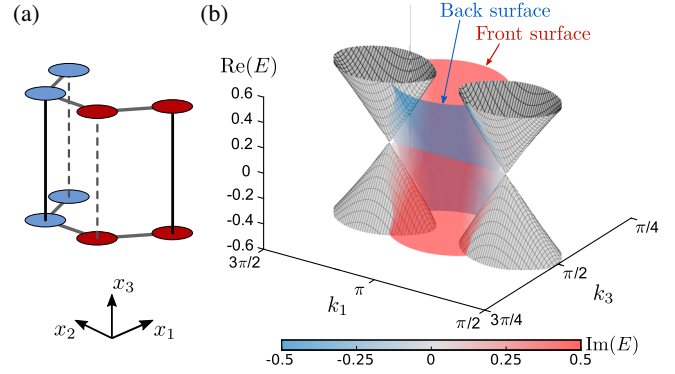 (a)
(b)
Back surface
Front surface
Re(E)
0.6
0.4
0.2
0
-0.2
-0.4
-0.6
3π/2
π
π/2
k₁
3π/4
π/2
π/4
k₃
x₃
x₂
x₁
-0.5 -0.25 0 0.25 0.5
Im(E)